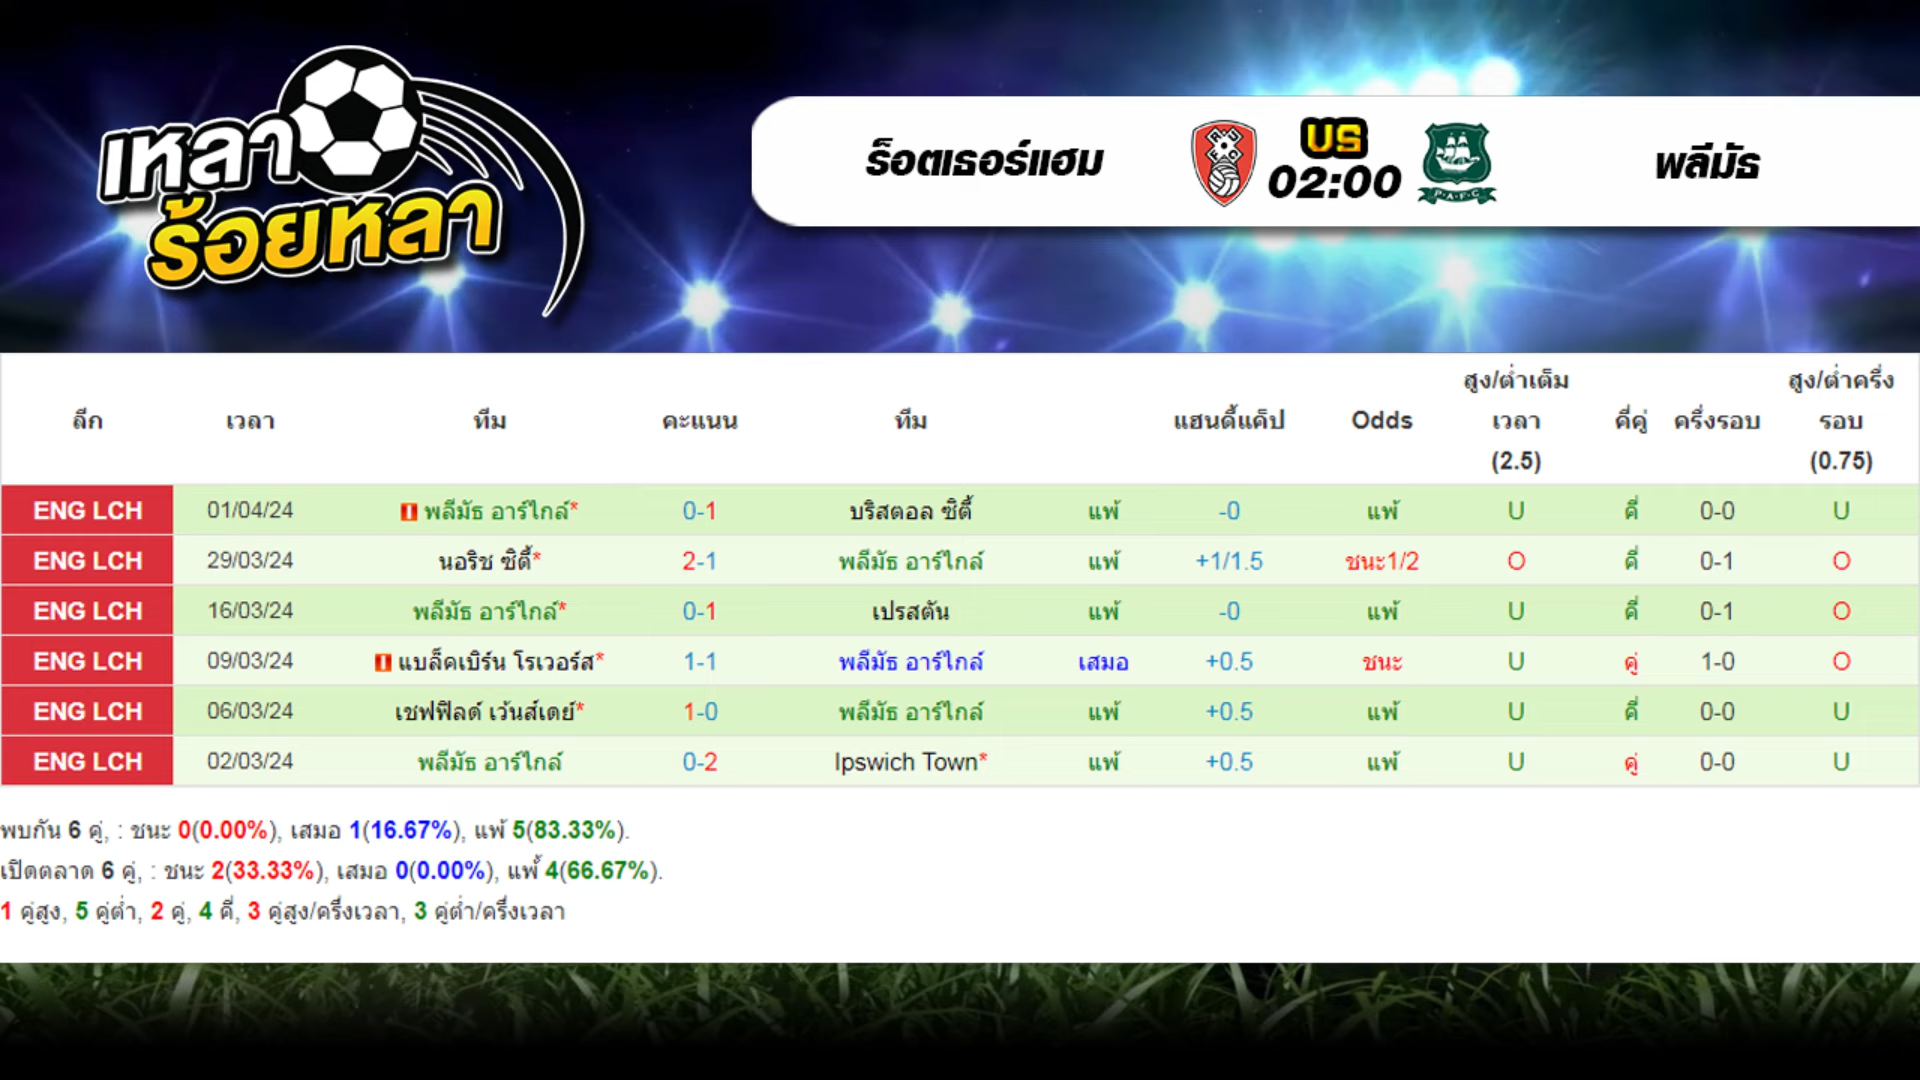 เหลา
ร้อยหลา
ร็อตเธอร์แฮม VS พลีมัธ
02:00
P·A·F·C
ลีก เวลา ทีม คะแนน ทีม แฮนดี้แค็ป Odds สูง/ต่ำเต็มเวลา (2.5) คี่คู่ ครึ่งรอบ สูง/ต่ำครึ่งรอบ (0.75)
ENG LCH 01/04/24 พลีมัธ อาร์ไกล์* 0-1 บริสตอล ซิตี้ แพ้ -0 แพ้ U คี่ 0-0 U
ENG LCH 29/03/24 นอริช ซิตี้* 2-1 พลีมัธ อาร์ไกล์ แพ้ +1/1.5 ชนะ1/2 O คี่ 0-1 O
ENG LCH 16/03/24 พลีมัธ อาร์ไกล์* 0-1 เปรสตัน แพ้ -0 แพ้ U คี่ 0-1 O
ENG LCH 09/03/24 แบล็คเบิร์น โรเวอร์ส* 1-1 พลีมัธ อาร์ไกล์ เสมอ +0.5 ชนะ U คู่ 1-0 O
ENG LCH 06/03/24 เชฟฟิลด์ เว้นส์เดย์* 1-0 พลีมัธ อาร์ไกล์ แพ้ +0.5 แพ้ U คี่ 0-0 U
ENG LCH 02/03/24 พลีมัธ อาร์ไกล์ 0-2 Ipswich Town* แพ้ +0.5 แพ้ U คู่ 0-0 U
พบกัน 6 คู่, : ชนะ 0(0.00%), เสมอ 1(16.67%), แพ้ 5(83.33%).
เปิดตลาด 6 คู่, : ชนะ 2(33.33%), เสมอ 0(0.00%), แพ้ 4(66.67%).
1 คู่สูง, 5 คู่ต่ำ, 2 คู่, 4 คี่, 3 คู่สูง/ครึ่งเวลา, 3 คู่ต่ำ/ครึ่งเวลา